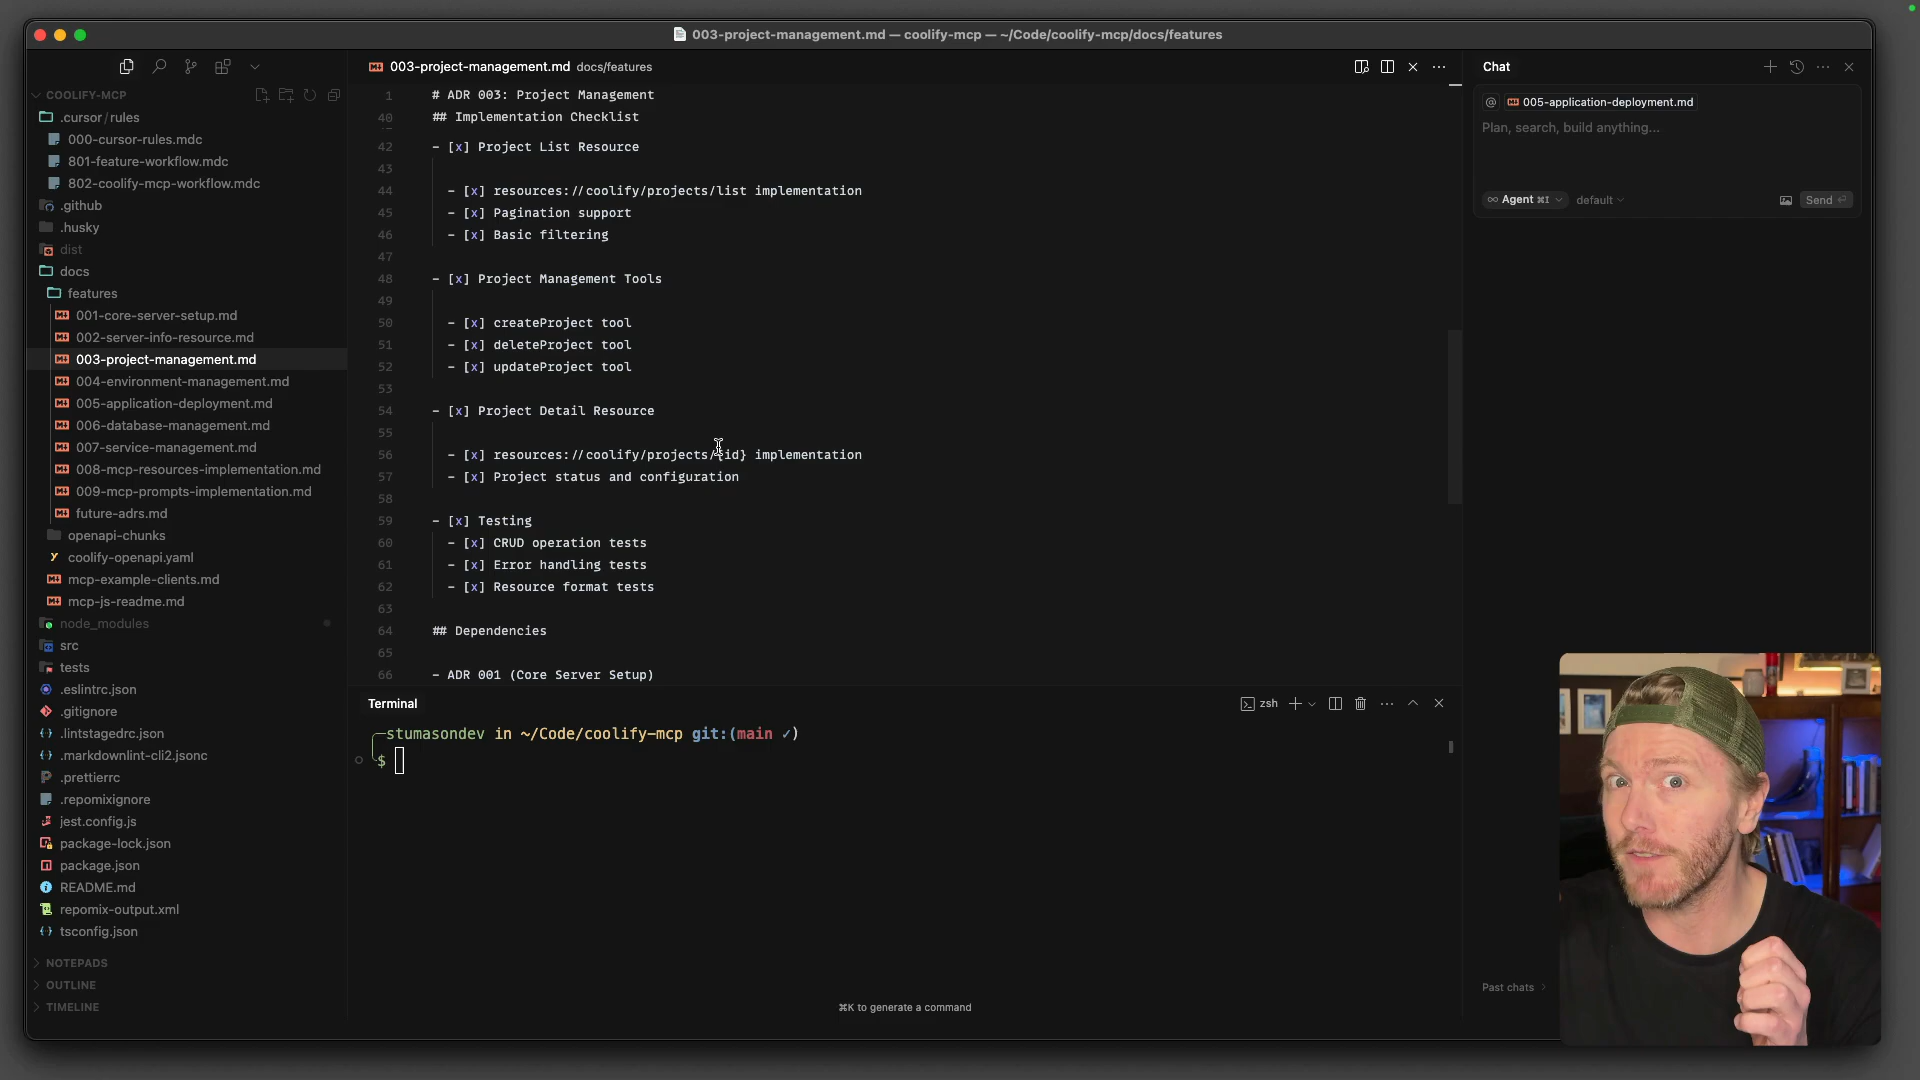 003-project-management.md — coolify-mcp — ~/Code/coolify-mcp/docs/features
COOLIFY-MCP
.cursor/rules
000-cursor-rules.mdc
801-feature-workflow.mdc
802-coolify-mcp-workflow.mdc
.github
.husky
dist
docs
features
001-core-server-setup.md
002-server-info-resource.md
003-project-management.md
004-environment-management.md
005-application-deployment.md
006-database-management.md
007-service-management.md
008-mcp-resources-implementation.md
009-mcp-prompts-implementation.md
future-adrs.md
openapi-chunks
coolify-openapi.yaml
mcp-example-clients.md
mcp-js-readme.md
node_modules
src
tests
.eslintrc.json
.gitignore
.lintstagedrc.json
.markdownlint-cli2.jsonc
.prettierrc
.repomixignore
jest.config.js
package-lock.json
package.json
README.md
repomix-output.xml
tsconfig.json
NOTEPADS
OUTLINE
TIMELINE
003-project-management.md docs/features
1 # ADR 003: Project Management
40 ## Implementation Checklist
42 - [x] Project List Resource
43
44 - [x] resources://coolify/projects/list implementation
45 - [x] Pagination support
46 - [x] Basic filtering
47
48 - [x] Project Management Tools
49
50 - [x] createProject tool
51 - [x] deleteProject tool
52 - [x] updateProject tool
53
54 - [x] Project Detail Resource
55
56 - [x] resources://coolify/projects/{id} implementation
57 - [x] Project status and configuration
58
59 - [x] Testing
60 - [x] CRUD operation tests
61 - [x] Error handling tests
62 - [x] Resource format tests
63
64 ## Dependencies
65
66 - ADR 001 (Core Server Setup)
Terminal
zsh
stumasondev in ~/Code/coolify-mcp git:(main ✓)
$
⌘K to generate a command
Chat
@ 005-application-deployment.md
Plan, search, build anything...
∞ Agent ⌘I
default
Send
Past chats